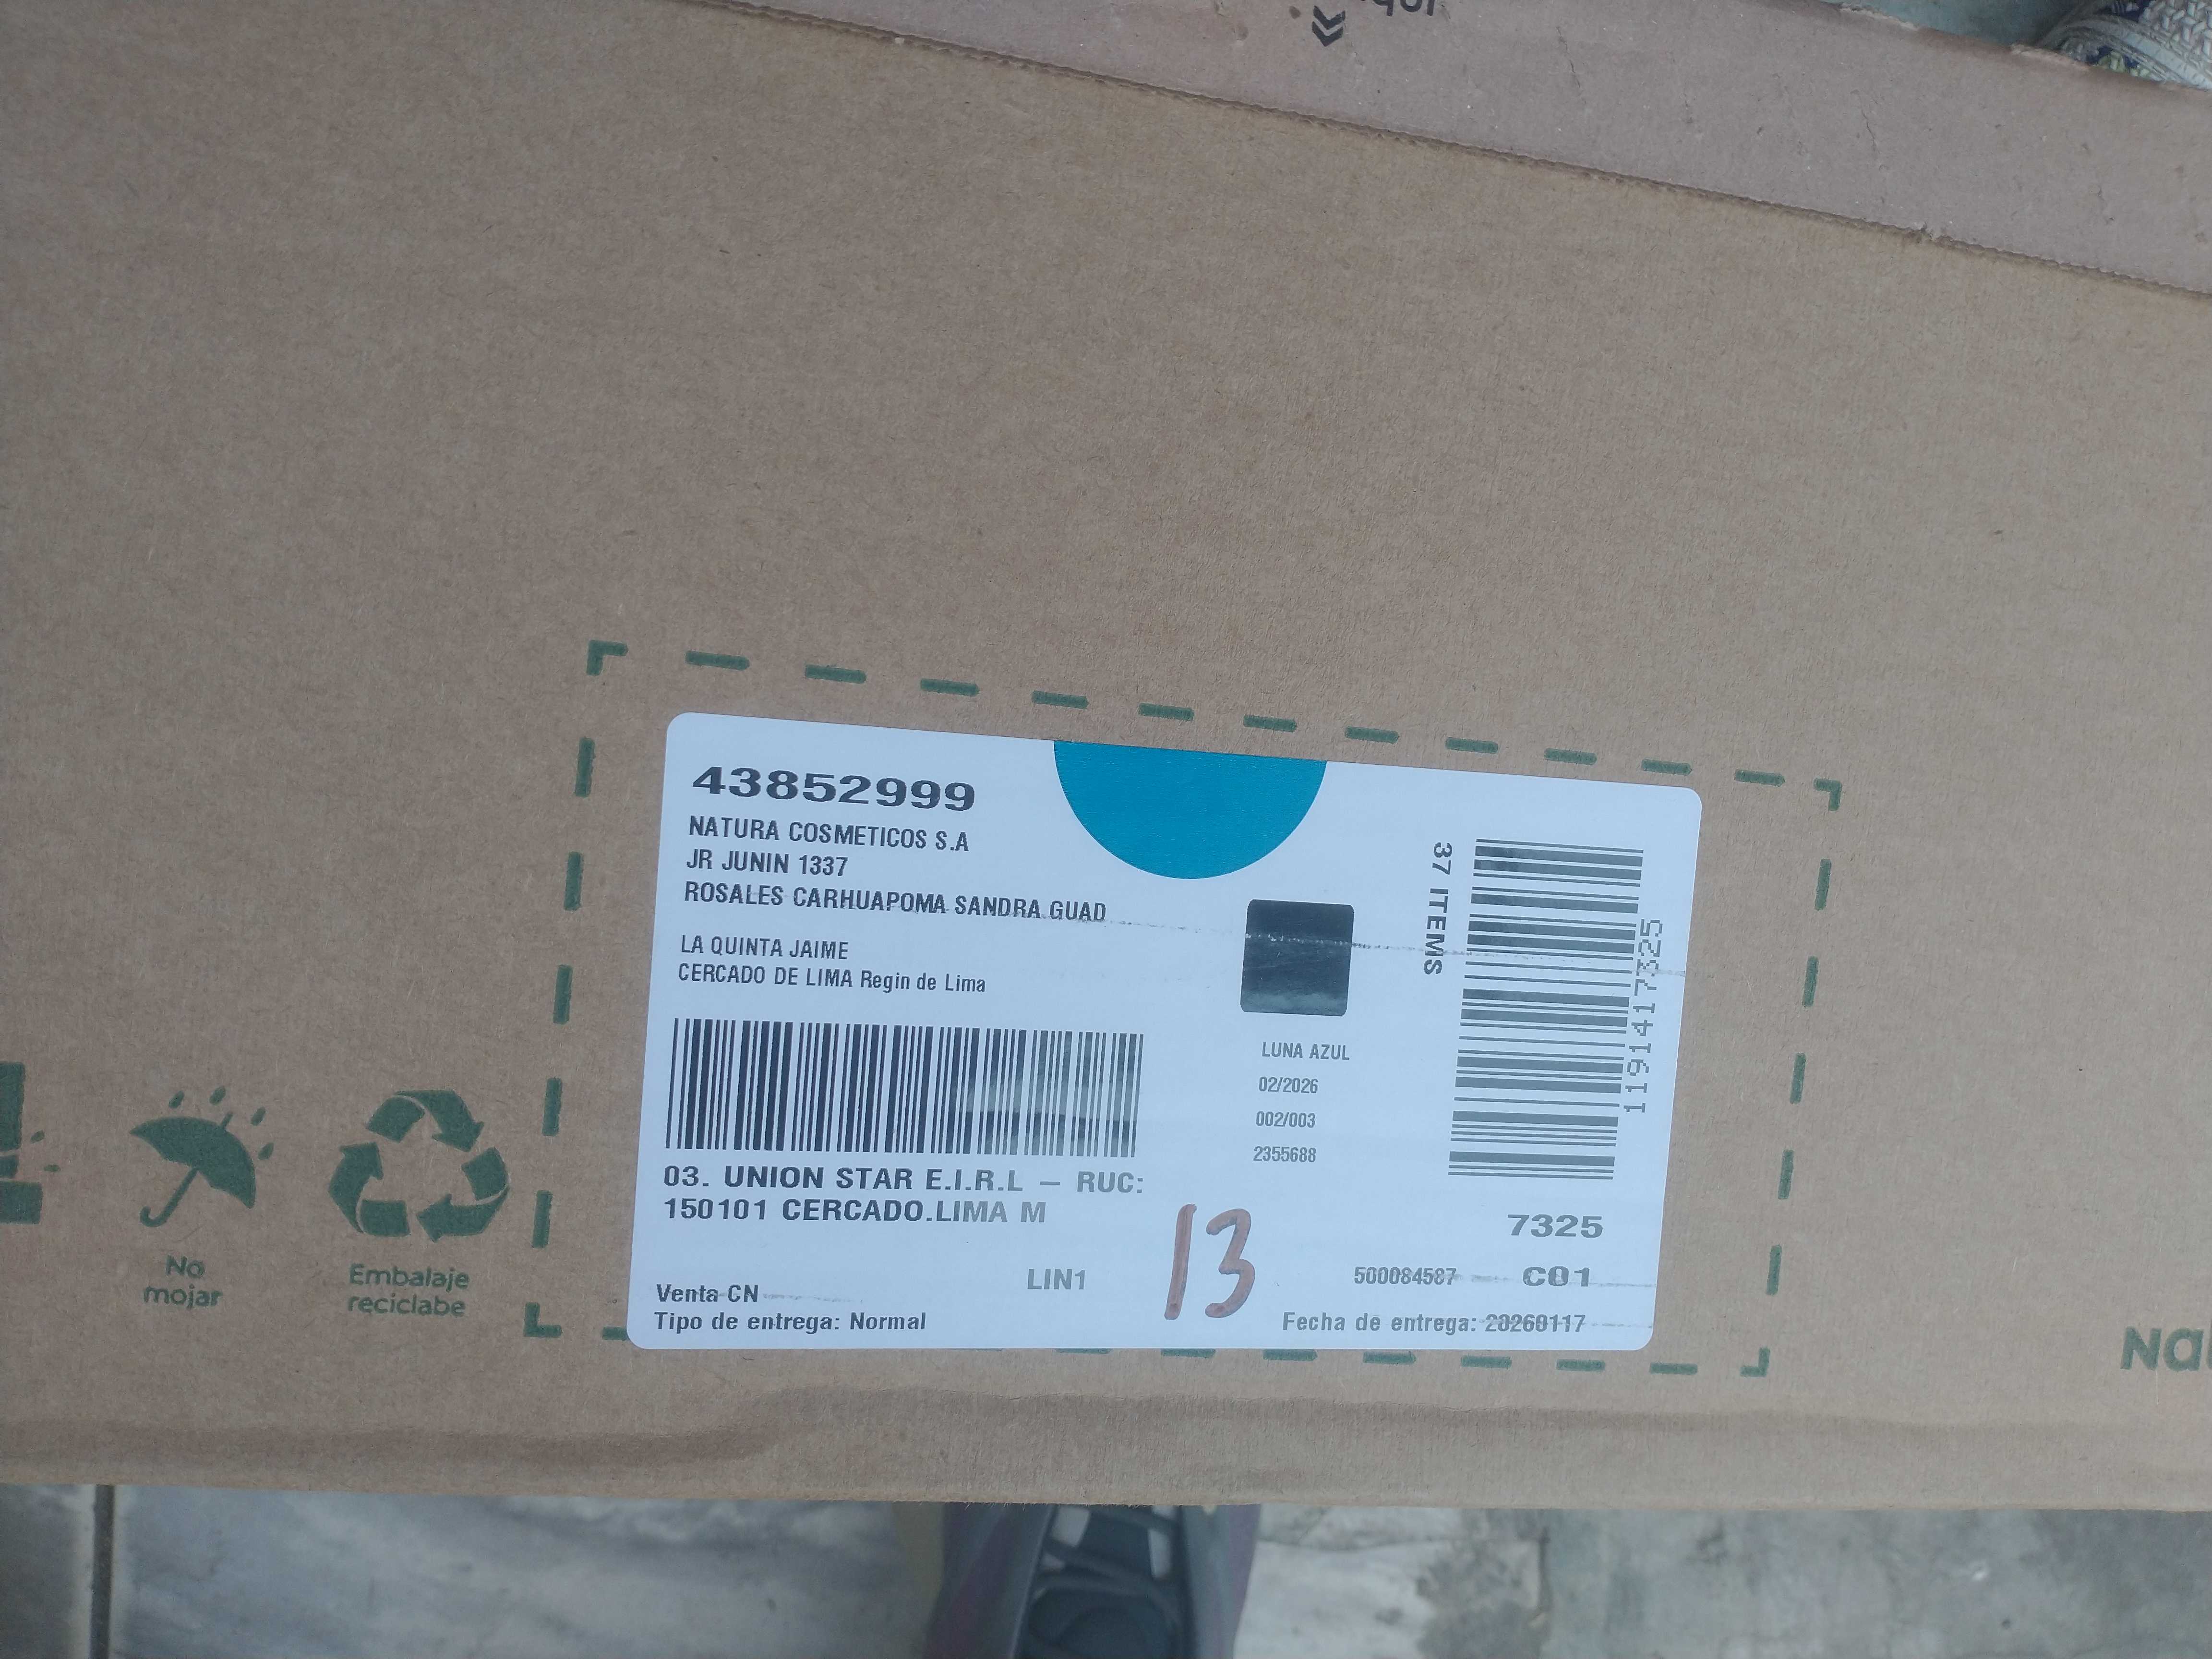 43852999
NATURA COSMETICOS S.A
JR JUNIN 1337
ROSALES CARHUAPOMA SANDRA GUAD
LA QUINTA JAIME
CERCADO DE LIMA Regin de Lima
03. UNION STAR E.I.R.L – RUC:
150101 CERCADO.LIMA M
Venta CN
Tipo de entrega: Normal
LIN1
13
LUNA AZUL
02/2026
002/003
2355688
37 ITEMS
1191417325
7325
500084587 C01
Fecha de entrega: 20260117
No
mojar
Embalaje
reciclabe